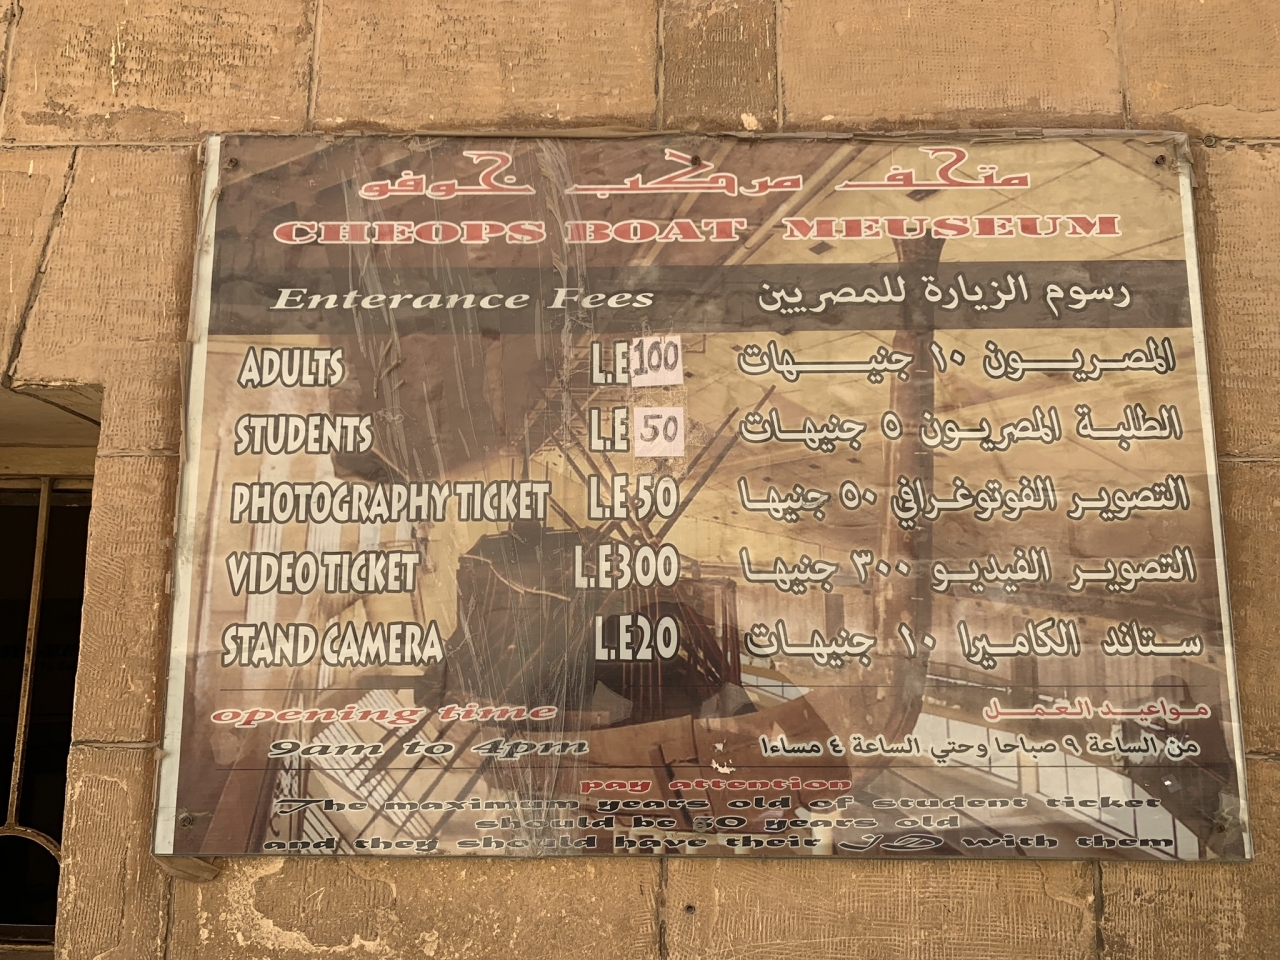 متحف مركب خوفو
CHEOPS BOAT MEUSEUM
Enterance Fees رسوم الزيارة للمصريين
ADULTS L.E 100 المصريون ١٠ جنيهات
STUDENTS L.E 50 الطلبة المصريون ٥ جنيهات
PHOTOGRAPHY TICKET L.E 50 التصوير الفوتوغرافي ٥٠ جنيها
VIDEO TICKET L.E300 التصوير الفيديو ٣٠٠ جنيها
STAND CAMERA L.E20 ستاند الكاميرا ١٠ جنيهات
opening time مواعيد العمل
9am to 4pm من الساعة ٩ صباحا وحتي الساعة ٤ مساءا
pay attention
The maximum years old of student ticket
should be 30 years old
and they should have their ID with them